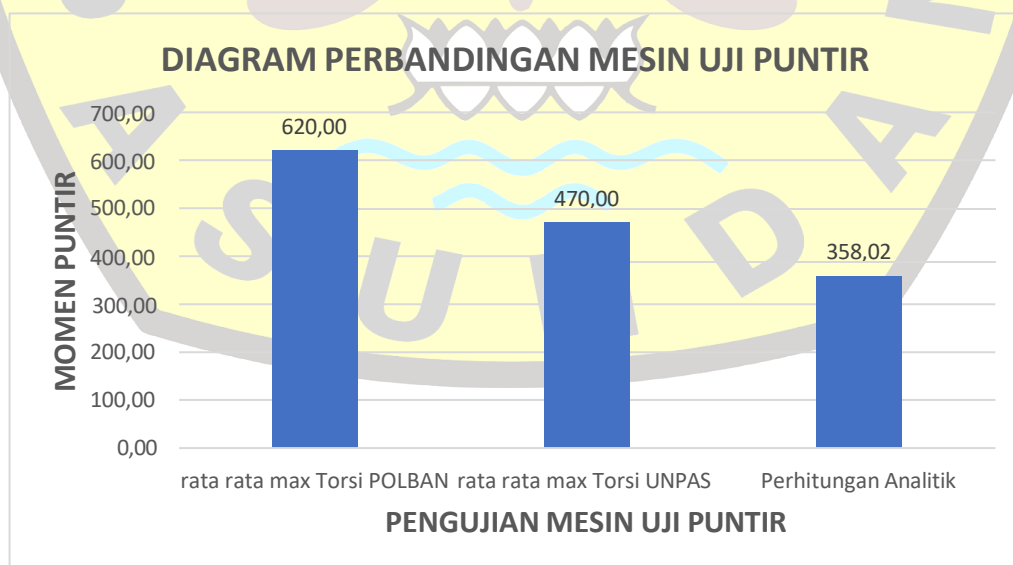 DIAGRAM PERBANDINGAN MESIN UJI PUNTIR
MOMEN PUNTIR
700,00
600,00
500,00
400,00
300,00
200,00
100,00
0,00
620,00
470,00
358,02
rata rata max Torsi POLBAN
rata rata max Torsi UNPAS
Perhitungan Analitik
PENGUJIAN MESIN UJI PUNTIR
A S U N D A